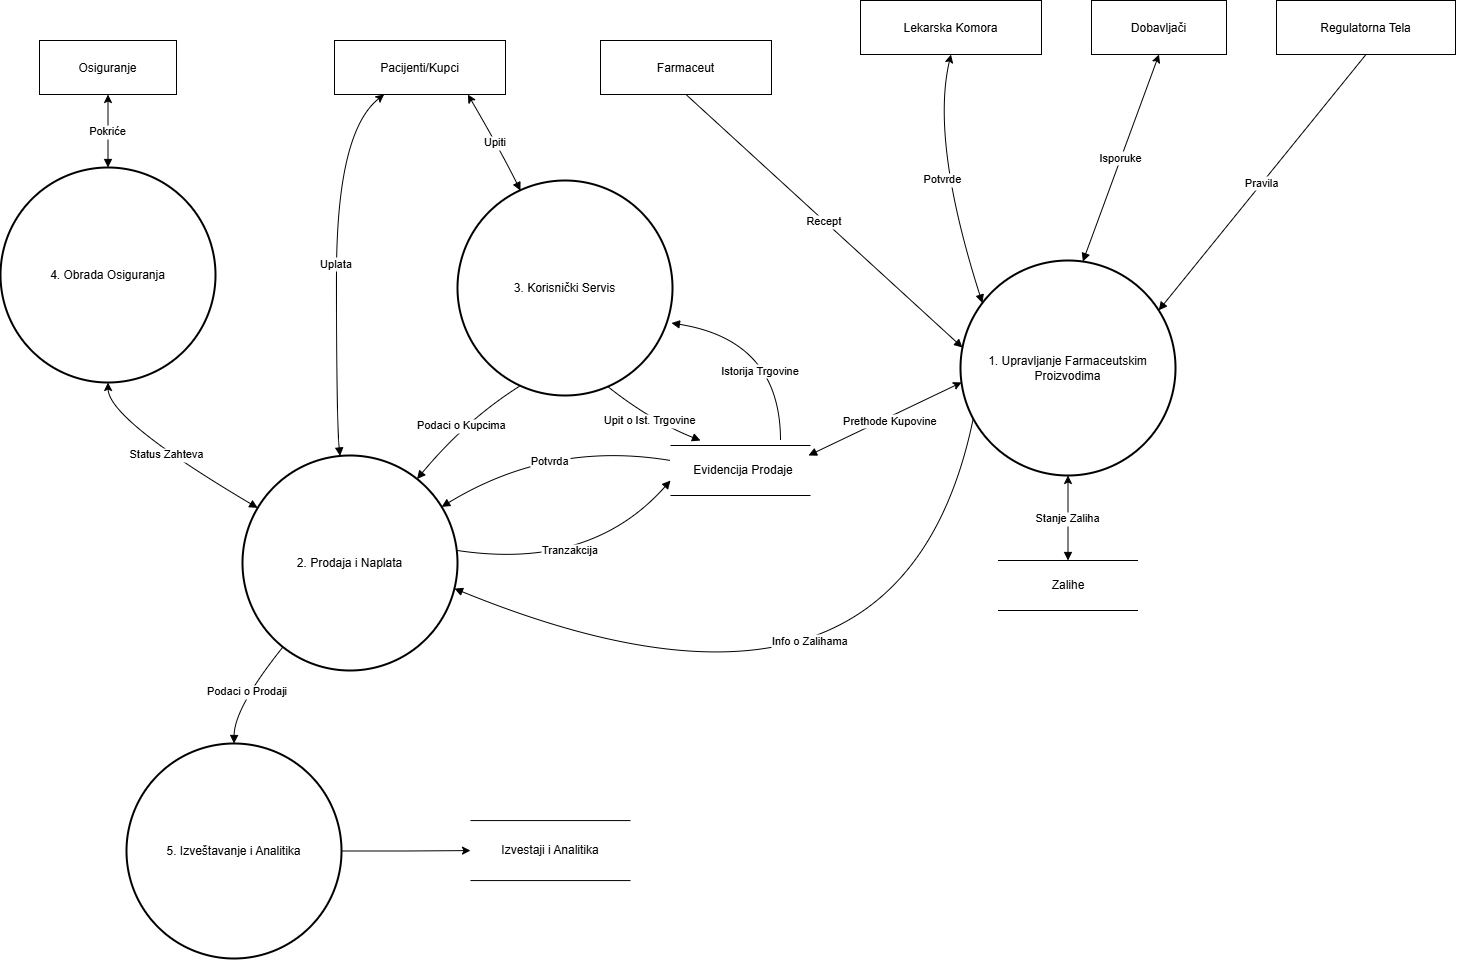 Lekarska Komora
Dobavljači
Regulatorna Tela
Osiguranje
Pacijenti/Kupci
Farmaceut
Pokriće
Upiti
Isporuke
Potvrde
Pravila
Recept
Uplata
4. Obrada Osiguranja
3. Korisnički Servis
1. Upravljanje Farmaceutskim
Proizvodima
Istorija Trgovine
Podaci o Kupcima
Upit o Ist. Trgovine
Prethode Kupovine
Status Zahteva
Potvrda
Evidencija Prodaje
Stanje Zaliha
Tranzakcija
2. Prodaja i Naplata
Zalihe
Info o Zalihama
Podaci o Prodaji
5. Izveštavanje i Analitika
Izvestaji i Analitika